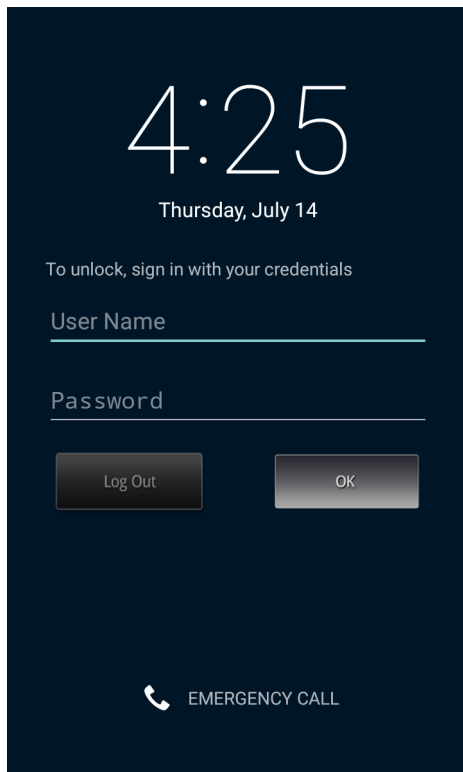 4:25
Thursday, July 14
To unlock, sign in with your credentials
User Name
Password
Log Out
OK
EMERGENCY CALL